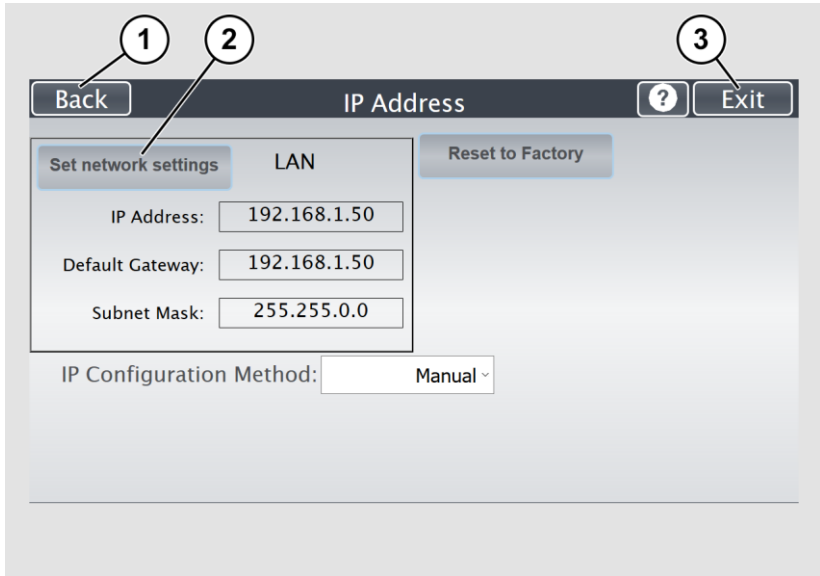 1 2 3
Back IP Address ? Exit
Set network settings LAN Reset to Factory
IP Address: 192.168.1.50
Default Gateway: 192.168.1.50
Subnet Mask: 255.255.0.0
IP Configuration Method: Manual